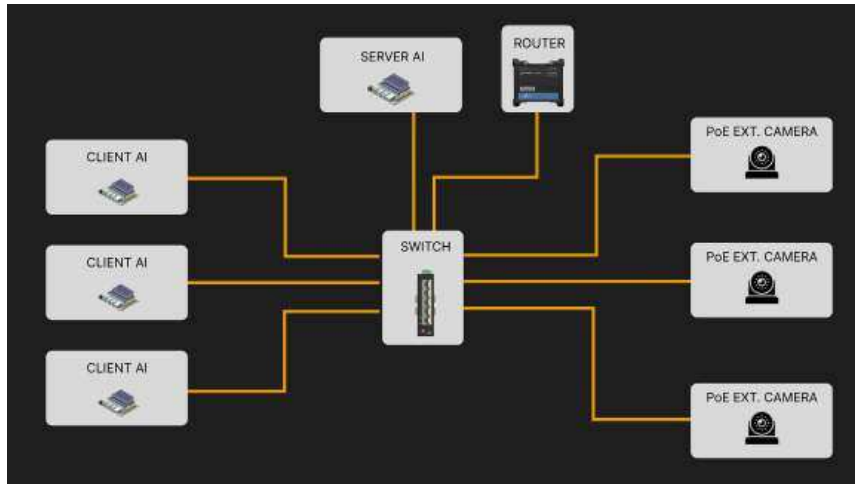 SERVER AI
ROUTER
CLIENT AI
PoE EXT. CAMERA
CLIENT AI
SWITCH
PoE EXT. CAMERA
CLIENT AI
PoE EXT. CAMERA